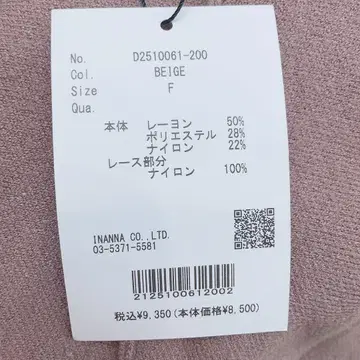 No. D2510061-200
Col. BEIGE
Size F
Qua.
本体 レーヨン 50%
ポリエステル 28%
ナイロン 22%
レース部分
ナイロン 100%
INANNA CO.,LTD.
03-5371-5581
2125100612002
税込¥9,350(本体価格¥8,500)